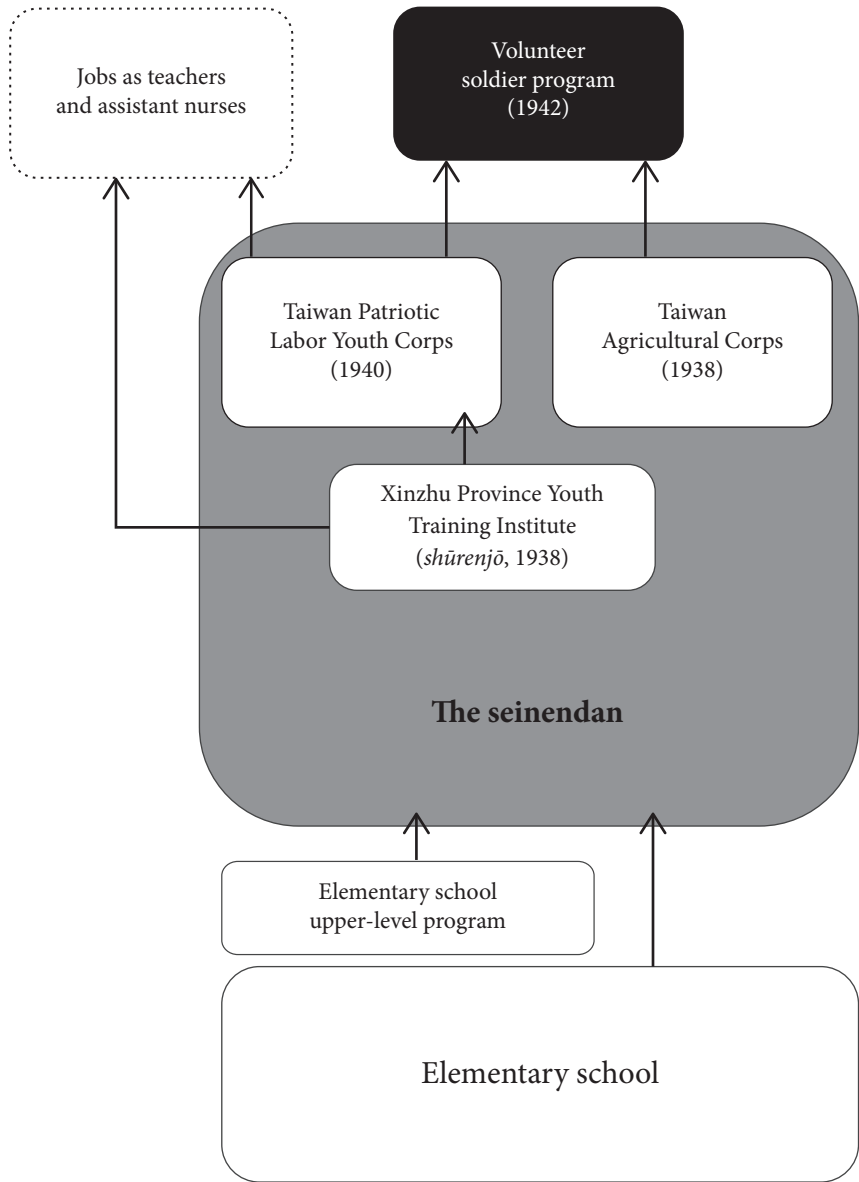 Jobs as teachers
and assistant nurses
Volunteer
soldier program
(1942)
Taiwan Patriotic
Labor Youth Corps
(1940)
Taiwan
Agricultural Corps
(1938)
Xinzhu Province Youth
Training Institute
(shūrenjō, 1938)
The seinendan
Elementary school
upper-level program
Elementary school